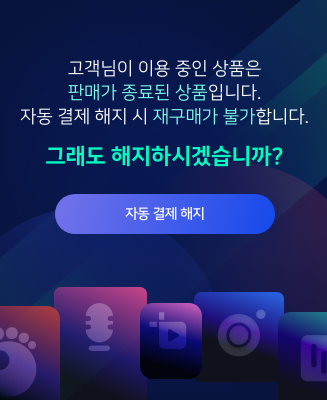 고객님이 이용 중인 상품은
판매가 종료된 상품입니다.
자동 결제 해지 시 재구매가 불가합니다.
그래도 해지하시겠습니까?
자동 결제 해지